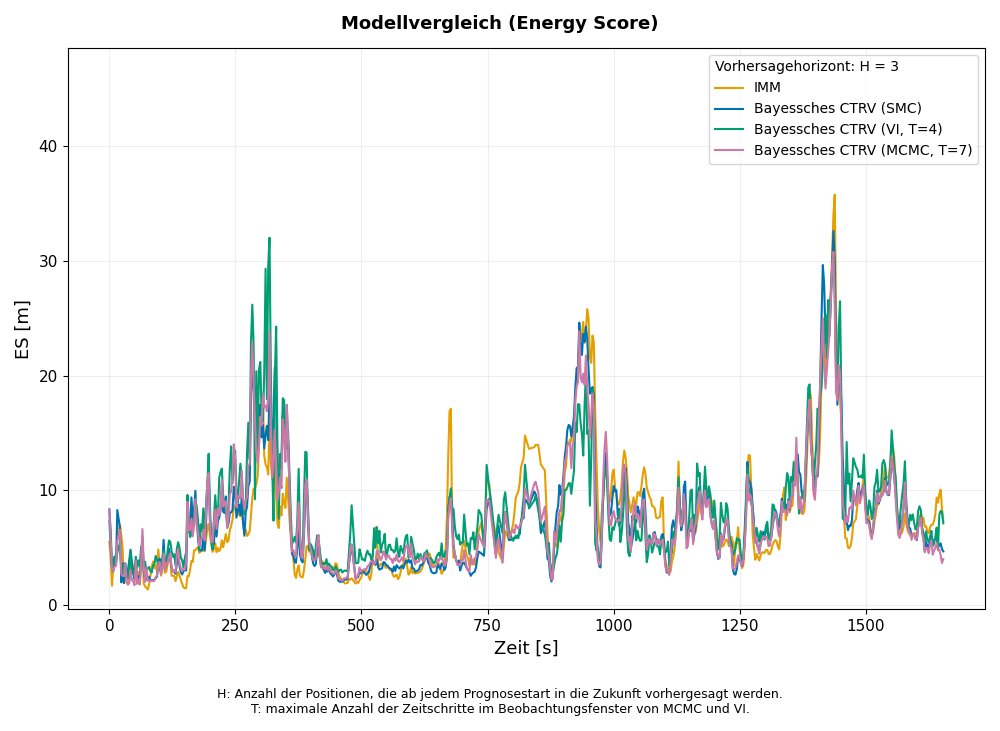 Modellvergleich (Energy Score)
Vorhersagehorizont: H = 3
IMM
Bayessches CTRV (SMC)
Bayessches CTRV (VI, T=4)
Bayessches CTRV (MCMC, T=7)
ES [m]
40
30
20
10
0
0 250 500 750 1000 1250 1500
Zeit [s]
H: Anzahl der Positionen, die ab jedem Prognosestart in die Zukunft vorhergesagt werden.
T: maximale Anzahl der Zeitschritte im Beobachtungsfenster von MCMC und VI.